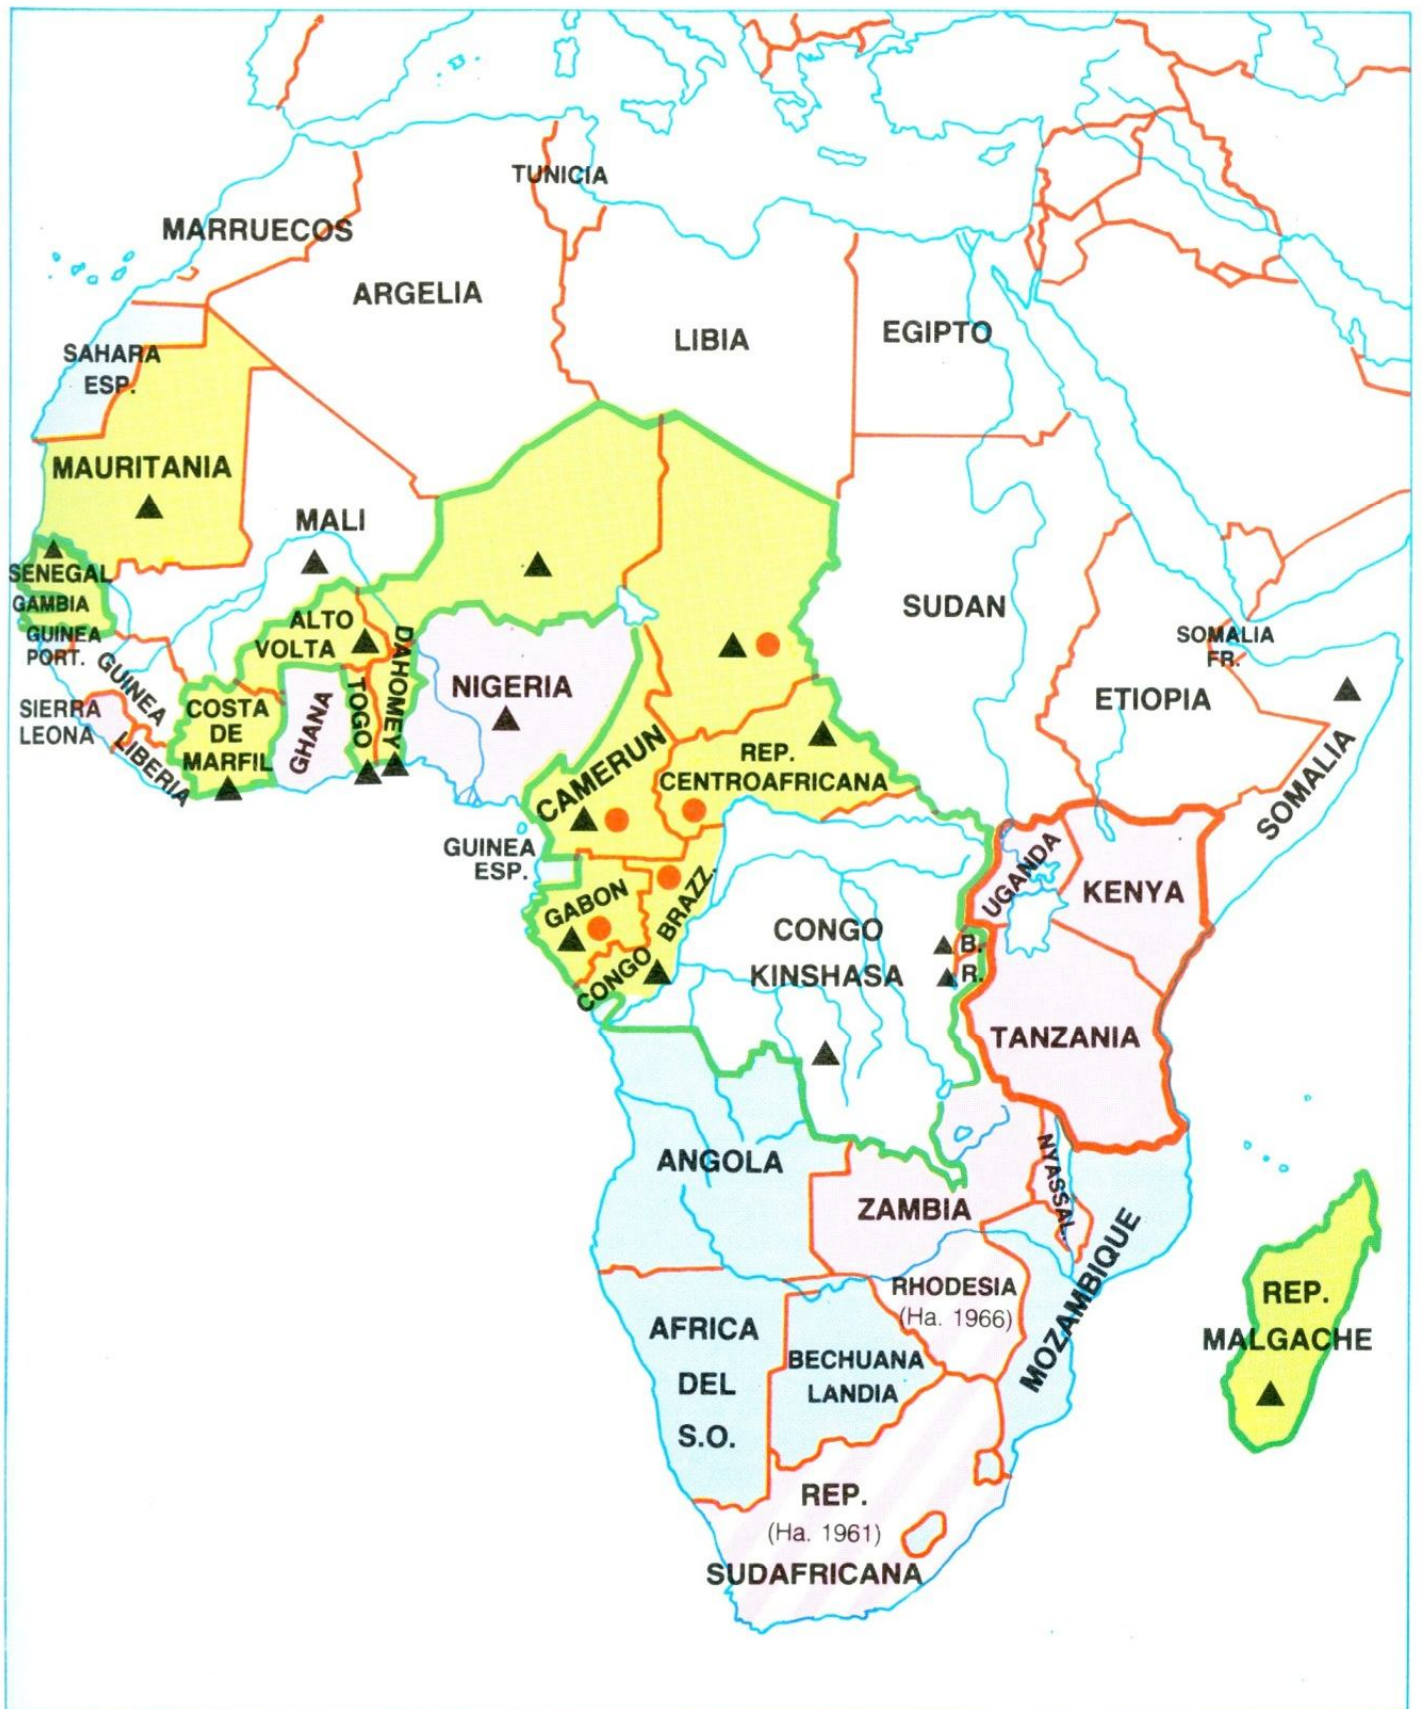 TUNICIA
MARRUECOS
ARGELIA
LIBIA
EGIPTO
SAHARA
ESP.
MAURITANIA
MALI
SENEGAL
GAMBIA
GUINEA
PORT.
GUINEA
SIERRA
LEONA
LIBERIA
COSTA
DE
MARFIL
ALTO
VOLTA
GHANA
TOGO
DAHOMEY
NIGERIA
SUDAN
SOMALIA
FR.
ETIOPIA
SOMALIA
CAMERUN
REP.
CENTROAFRICANA
GUINEA
ESP.
GABON
CONGO BRAZZ.
CONGO
KINSHASA
B.
R.
UGANDA
KENYA
TANZANIA
ANGOLA
ZAMBIA
NYASSAL.
MOZAMBIQUE
RHODESIA
(Ha. 1966)
AFRICA
DEL
S.O.
BECHUANA
LANDIA
REP.
MALGACHE
REP.
(Ha. 1961)
SUDAFRICANA